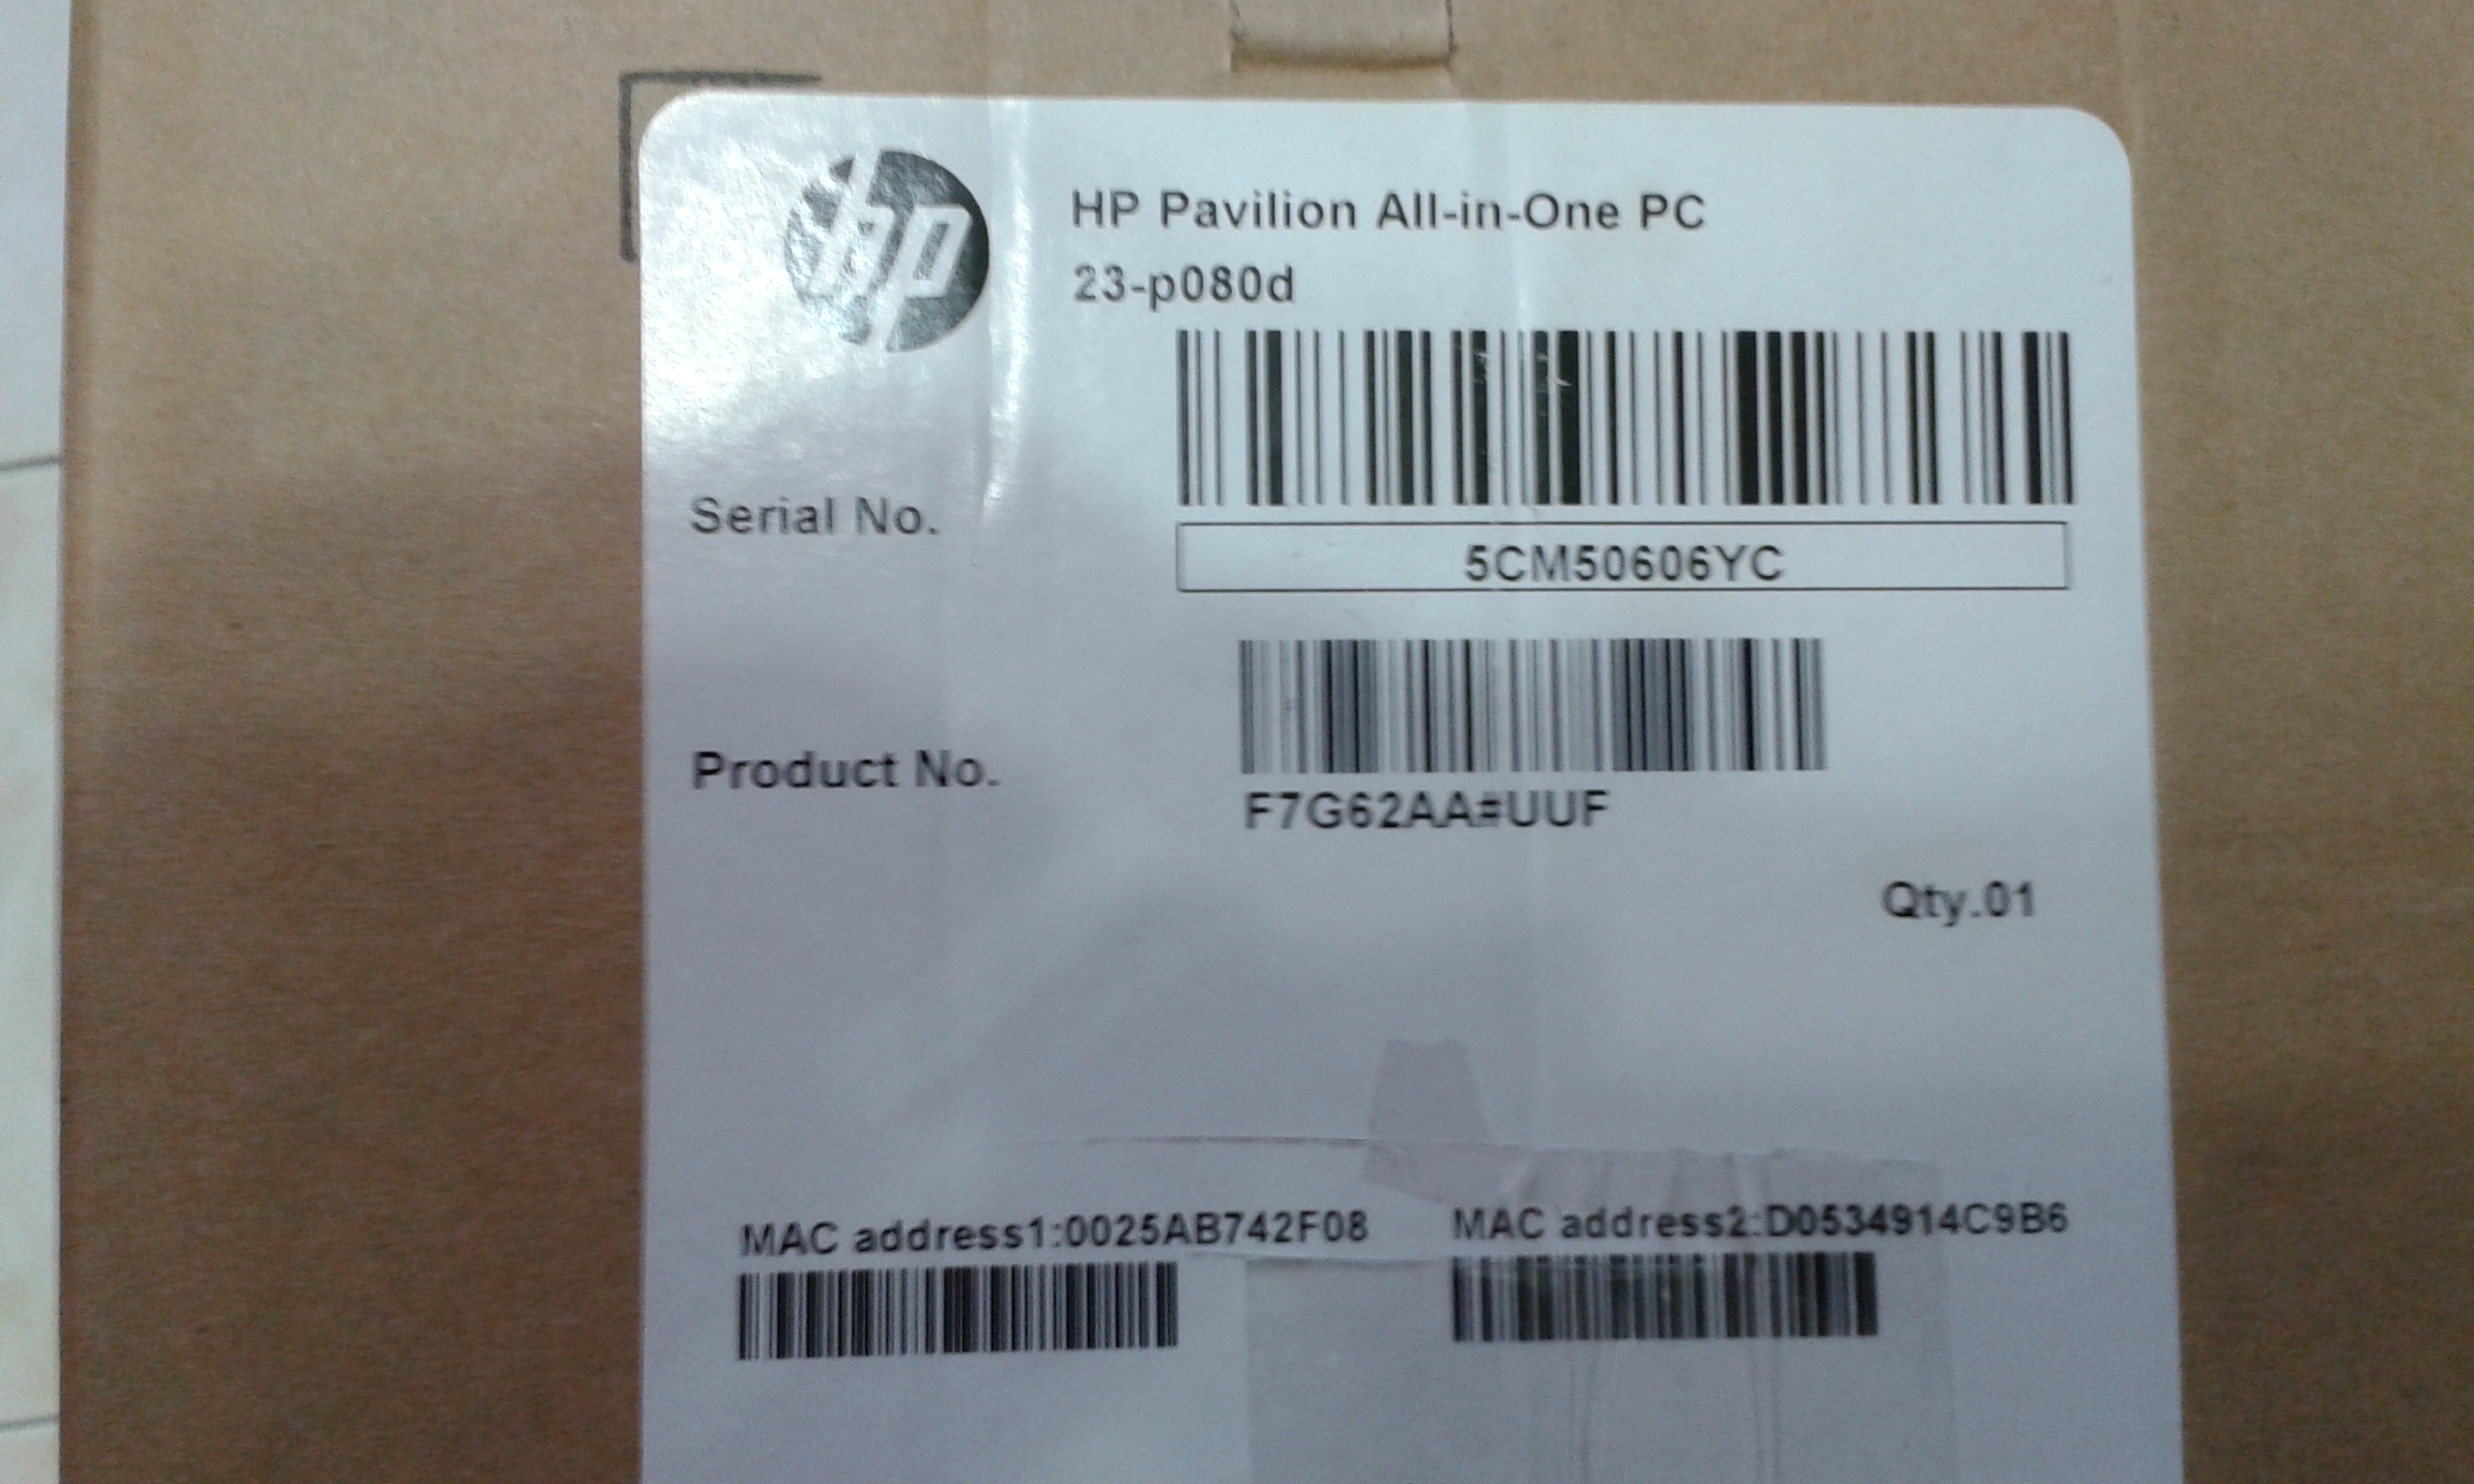 hp
HP Pavilion All-in-One PC
23-p080d
Serial No.
5CM50606YC
Product No.
F7G62AA=UUF
Qty.01
MAC address1:0025AB742F08 MAC address2:D0534914C9B6